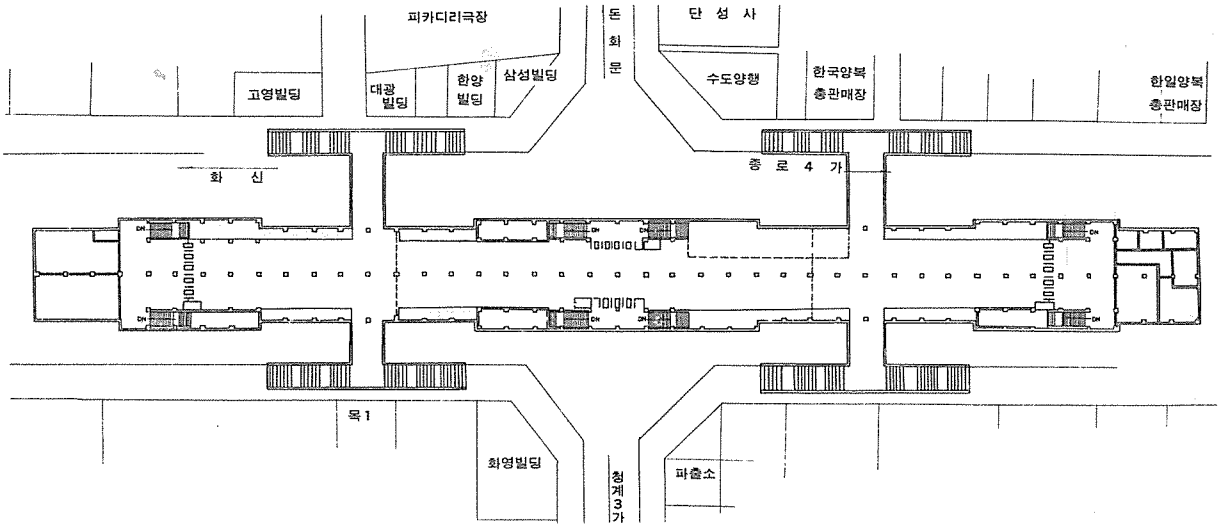 피카디리극장
돈화문
단성사
고영빌딩
대광
빌딩
한양
빌딩
삼성빌딩
수도양행
한국양복
총판매장
한일양복
총판매장
화신
종로4가
DN
DN
DN
DN
DN
DN
DN
DN
목1
화영빌딩
청계3가
파출소